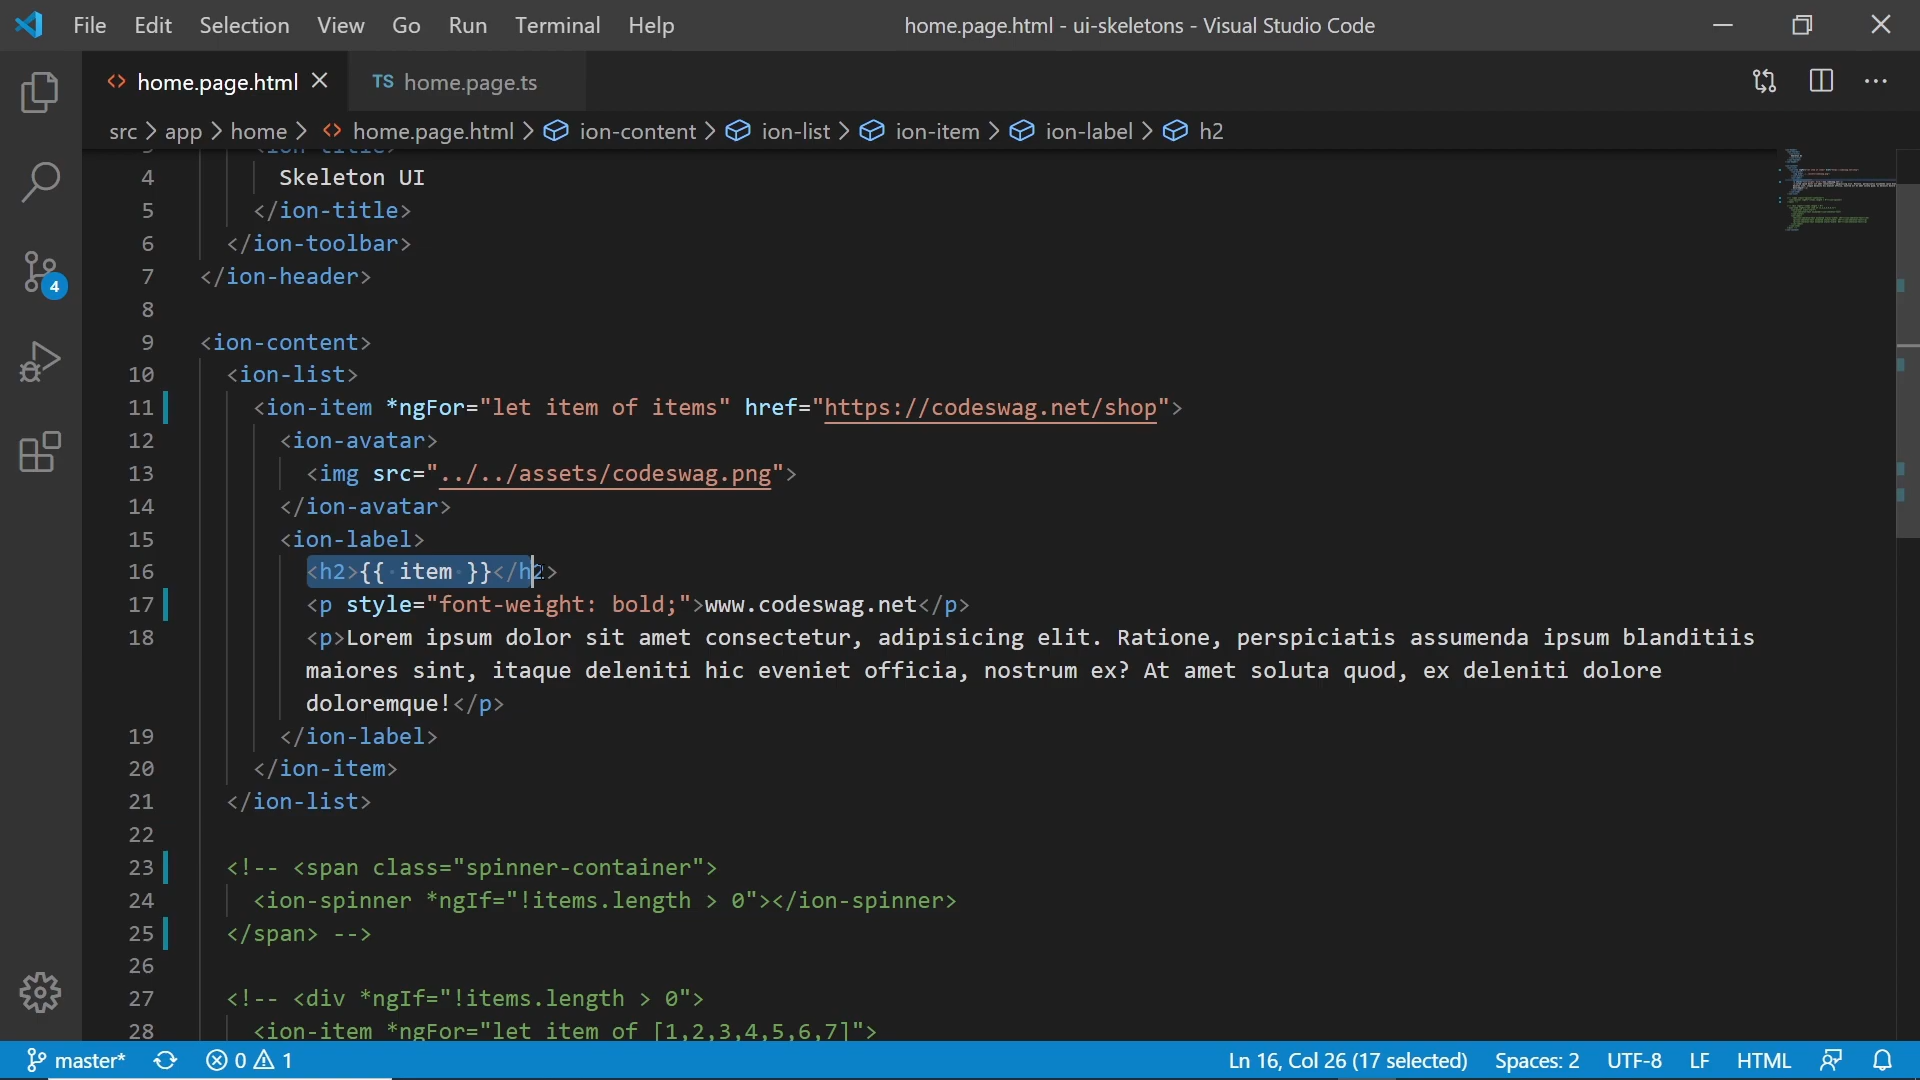 File Edit Selection View Go Run Terminal Help home.page.html - ui-skeletons - Visual Studio Code
<> home.page.html TS home.page.ts
src > app > home > <> home.page.html > ion-content > ion-list > ion-item > ion-label > h2
3 <ion-title>
4 Skeleton UI
5 </ion-title>
6 </ion-toolbar>
7 </ion-header>
8
9 <ion-content>
10 <ion-list>
11 <ion-item *ngFor="let item of items" href="https://codeswag.net/shop">
12 <ion-avatar>
13 <img src="../../assets/codeswag.png">
14 </ion-avatar>
15 <ion-label>
16 <h2>{{ item }}</h2>
17 <p style="font-weight: bold;">www.codeswag.net</p>
18 <p>Lorem ipsum dolor sit amet consectetur, adipisicing elit. Ratione, perspiciatis assumenda ipsum blanditiis
maiores sint, itaque deleniti hic eveniet officia, nostrum ex? At amet soluta quod, ex deleniti dolore
doloremque!</p>
19 </ion-label>
20 </ion-item>
21 </ion-list>
22
23 <!-- <span class="spinner-container">
24 <ion-spinner *ngIf="!items.length > 0"></ion-spinner>
25 </span> -->
26
27 <!-- <div *ngIf="!items.length > 0">
28 <ion-item *ngFor="let item of [1,2,3,4,5,6,7]">
4
master* 0 1 Ln 16, Col 26 (17 selected) Spaces: 2 UTF-8 LF HTML